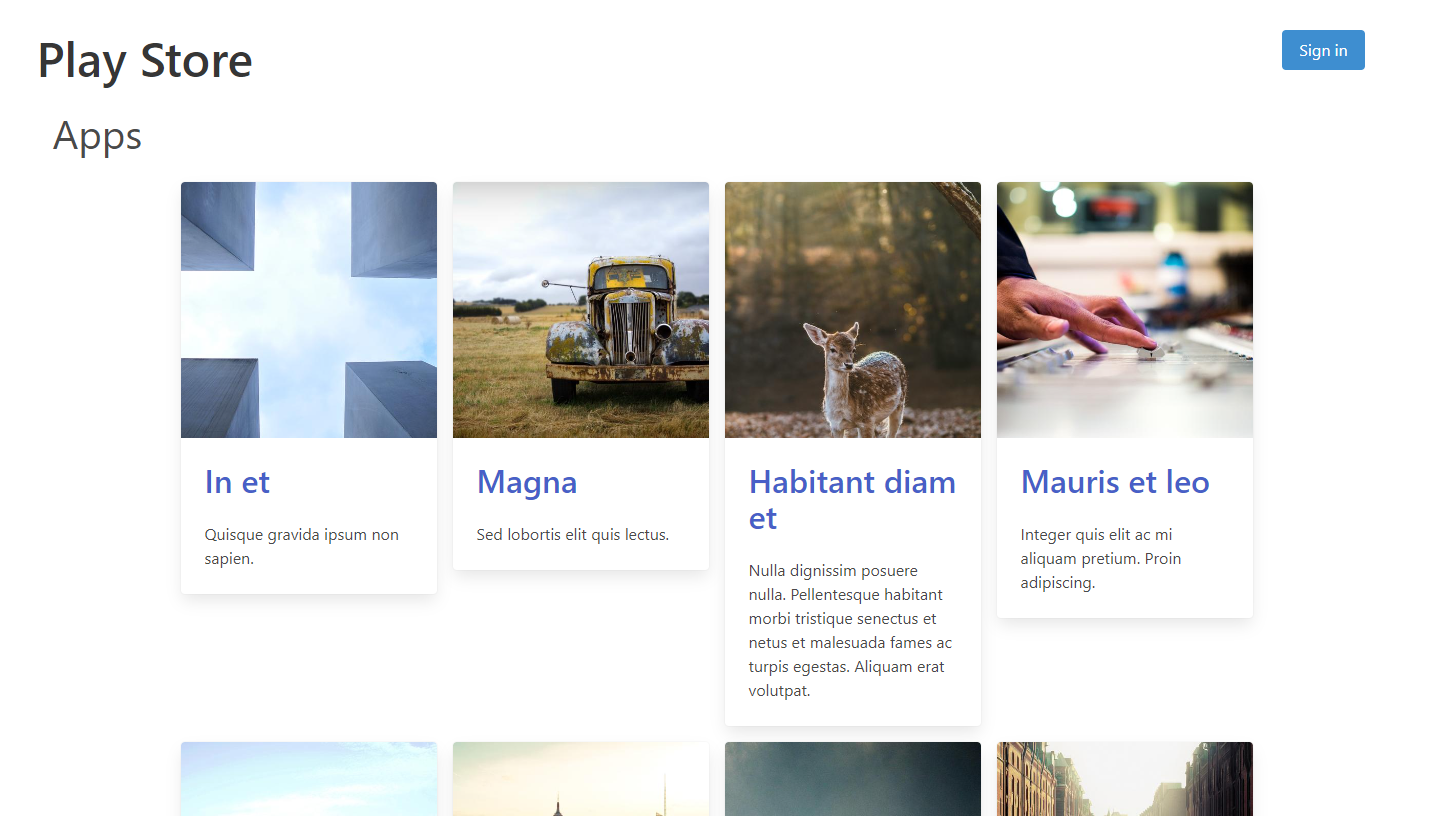 Play Store
Sign in
Apps
In et
Quisque gravida ipsum non
sapien.
Magna
Sed lobortis elit quis lectus.
Habitant diam
et
Nulla dignissim posuere
nulla. Pellentesque habitant
morbi tristique senectus et
netus et malesuada fames ac
turpis egestas. Aliquam erat
volutpat.
Mauris et leo
Integer quis elit ac mi
aliquam pretium. Proin
adipiscing.